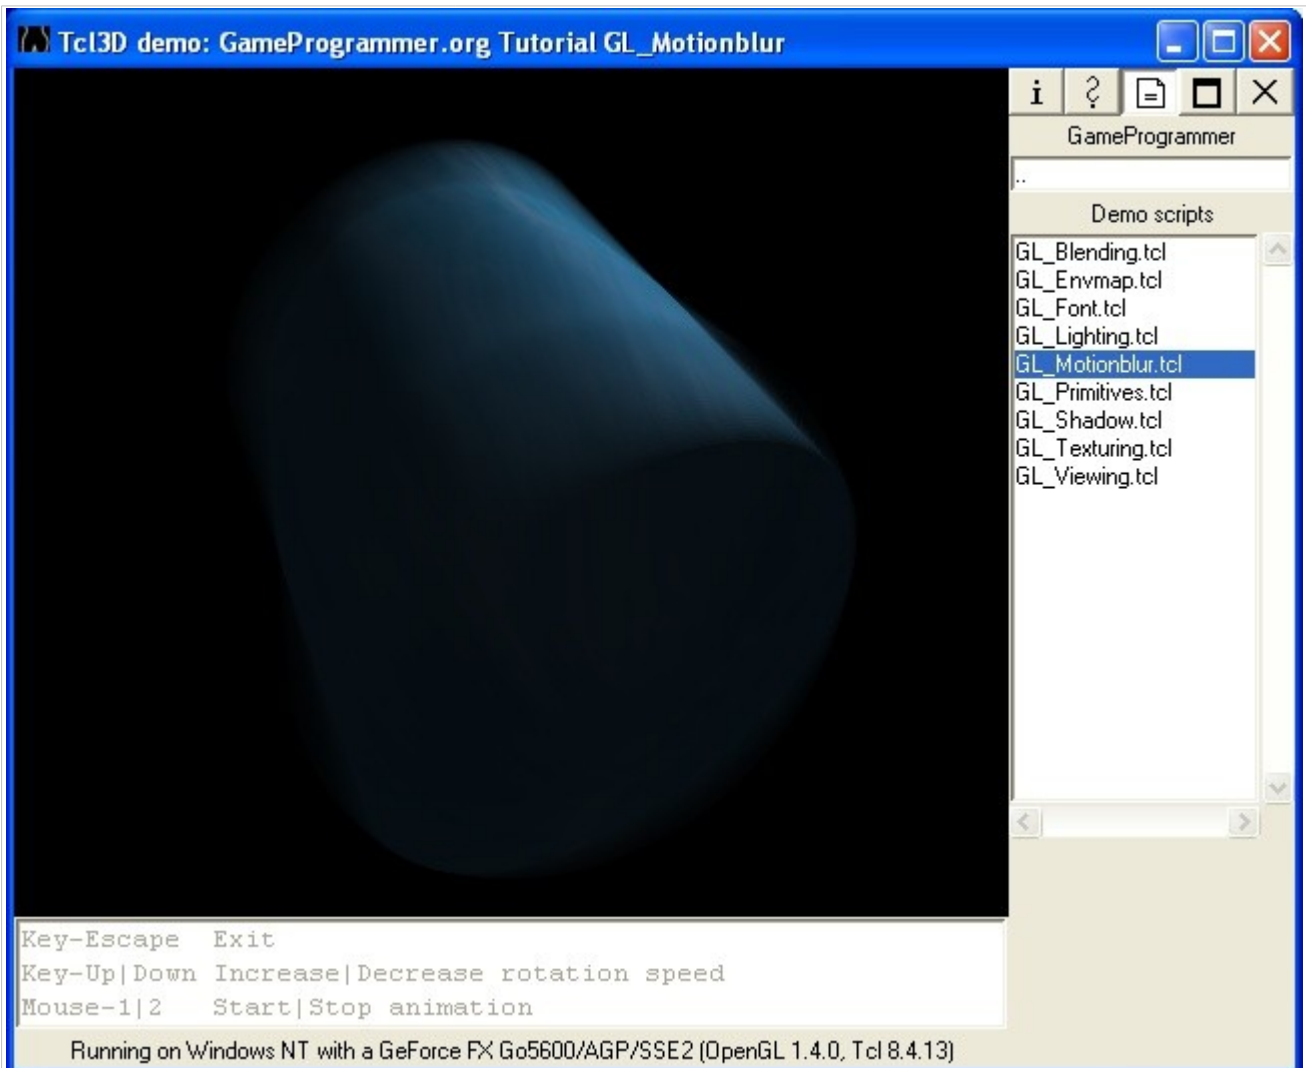 Tcl3D demo: GameProgrammer.org Tutorial GL_Motionblur
i ?
GameProgrammer
..
Demo scripts
GL_Blending.tcl
GL_Envmap.tcl
GL_Font.tcl
GL_Lighting.tcl
GL_Motionblur.tcl
GL_Primitives.tcl
GL_Shadow.tcl
GL_Texturing.tcl
GL_Viewing.tcl
Key-Escape Exit
Key-Up|Down Increase|Decrease rotation speed
Mouse-1|2 Start|Stop animation
Running on Windows NT with a GeForce FX Go5600/AGP/SSE2 (OpenGL 1.4.0, Tcl 8.4.13)